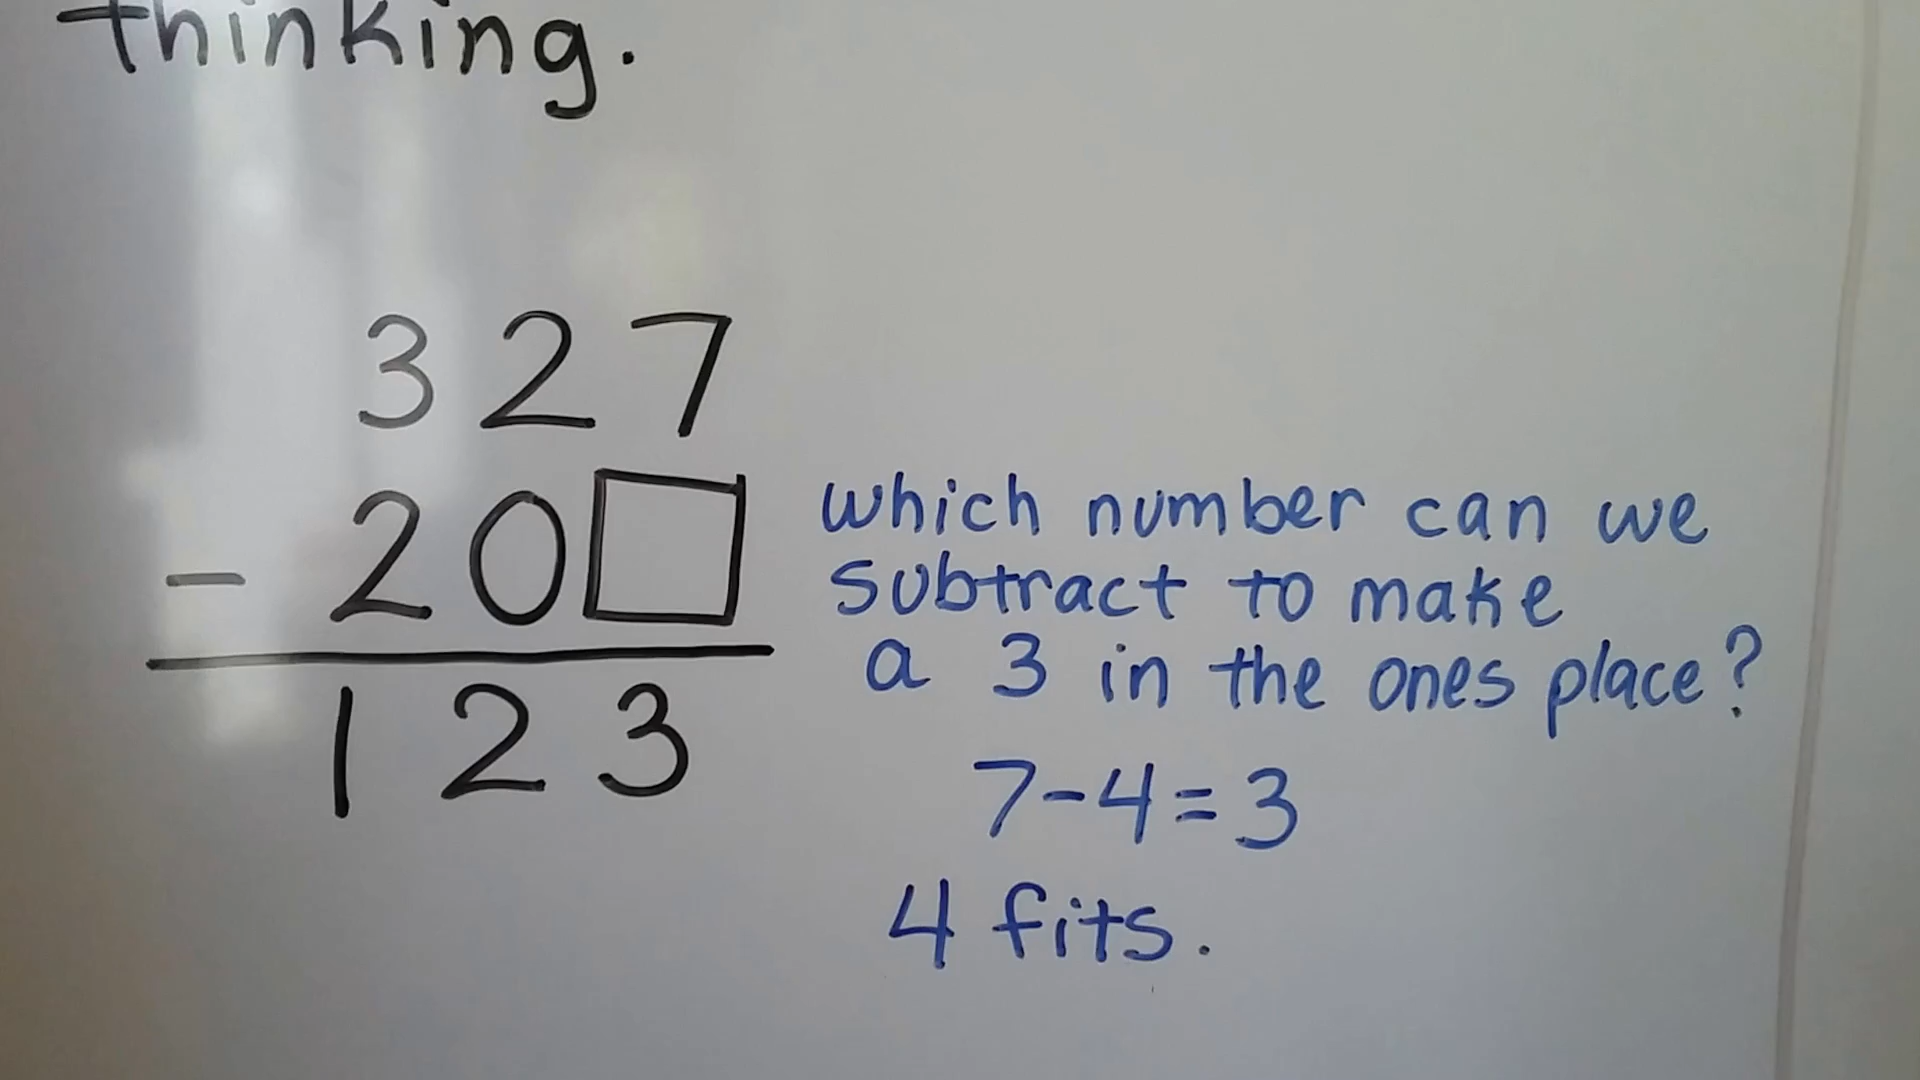 thinking.
327
- 20□
123
which number can we
subtract to make
a 3 in the ones place?
7-4=3
4 fits.